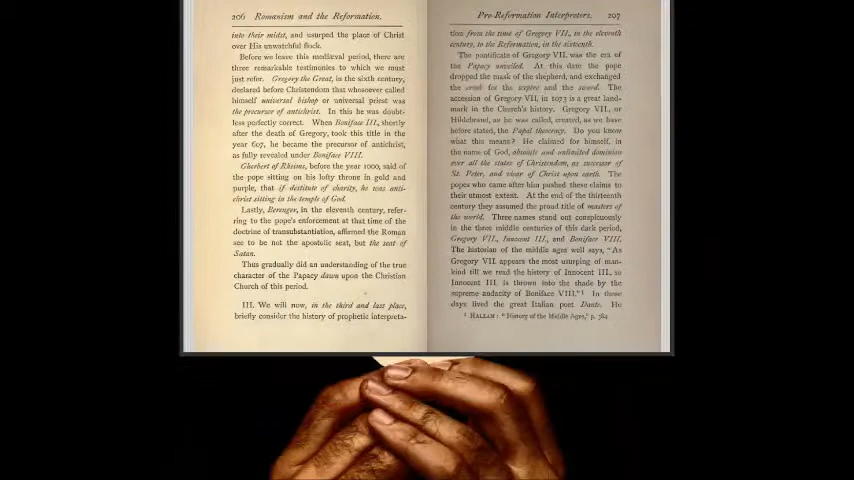 206 Romanism and the Reformation.
into their midst, and usurped the place of Christ
over His unwatchful flock.
Before we leave this mediæval period, there are
three remarkable testimonies to which we must
just refer. Gregory the Great, in the sixth century,
declared before Christendom that whosoever called
himself universal bishop or universal priest was
the precursor of antichrist. In this he was doubt-
less perfectly correct. When Boniface III., shortly
after the death of Gregory, took this title in the
year 607, he became the precursor of antichrist,
as fully revealed under Boniface VIII.
Gherbert of Rheims, before the year 1000, said of
the pope sitting on his lofty throne in gold and
purple, that if destitute of charity, he was anti-
christ sitting in the temple of God.
Lastly, Berenger, in the eleventh century, refer-
ring to the pope's enforcement at that time of the
doctrine of transubstantiation, affirmed the Roman
see to be not the apostolic seat, but the seat of
Satan.
Thus gradually did an understanding of the true
character of the Papacy dawn upon the Christian
Church of this period.
III. We will now, in the third and last place,
briefly consider the history of prophetic interpreta-
Pre-Reformation Interpreters. 207
tion from the time of Gregory VII., in the eleventh
century, to the Reformation, in the sixteenth.
The pontificate of Gregory VII. was the era of
the Papacy unveiled. At this date the pope
dropped the mask of the shepherd, and exchanged
the crook for the sceptre and the sword. The
accession of Gregory VII. in 1073 is a great land-
mark in the Church's history. Gregory VII., or
Hildebrand, as he was called, created, as we have
before stated, the Papal theocracy. Do you know
what this means? He claimed for himself, in
the name of God, absolute and unlimited dominion
over all the states of Christendom, as successor of
St. Peter, and vicar of Christ upon earth. The
popes who came after him pushed these claims to
their utmost extent. At the end of the thirteenth
century they assumed the proud title of masters of
the world. Three names stand out conspicuously
in the three middle centuries of this dark period,
Gregory VII., Innocent III., and Boniface VIII.
The historian of the middle ages well says, "As
Gregory VII. appears the most usurping of man-
kind till we read the history of Innocent III., so
Innocent III. is thrown into the shade by the
supreme audacity of Boniface VIII." 1 In those
days lived the great Italian poet Dante. He
1 HALLAM: "History of the Middle Ages," p. 384